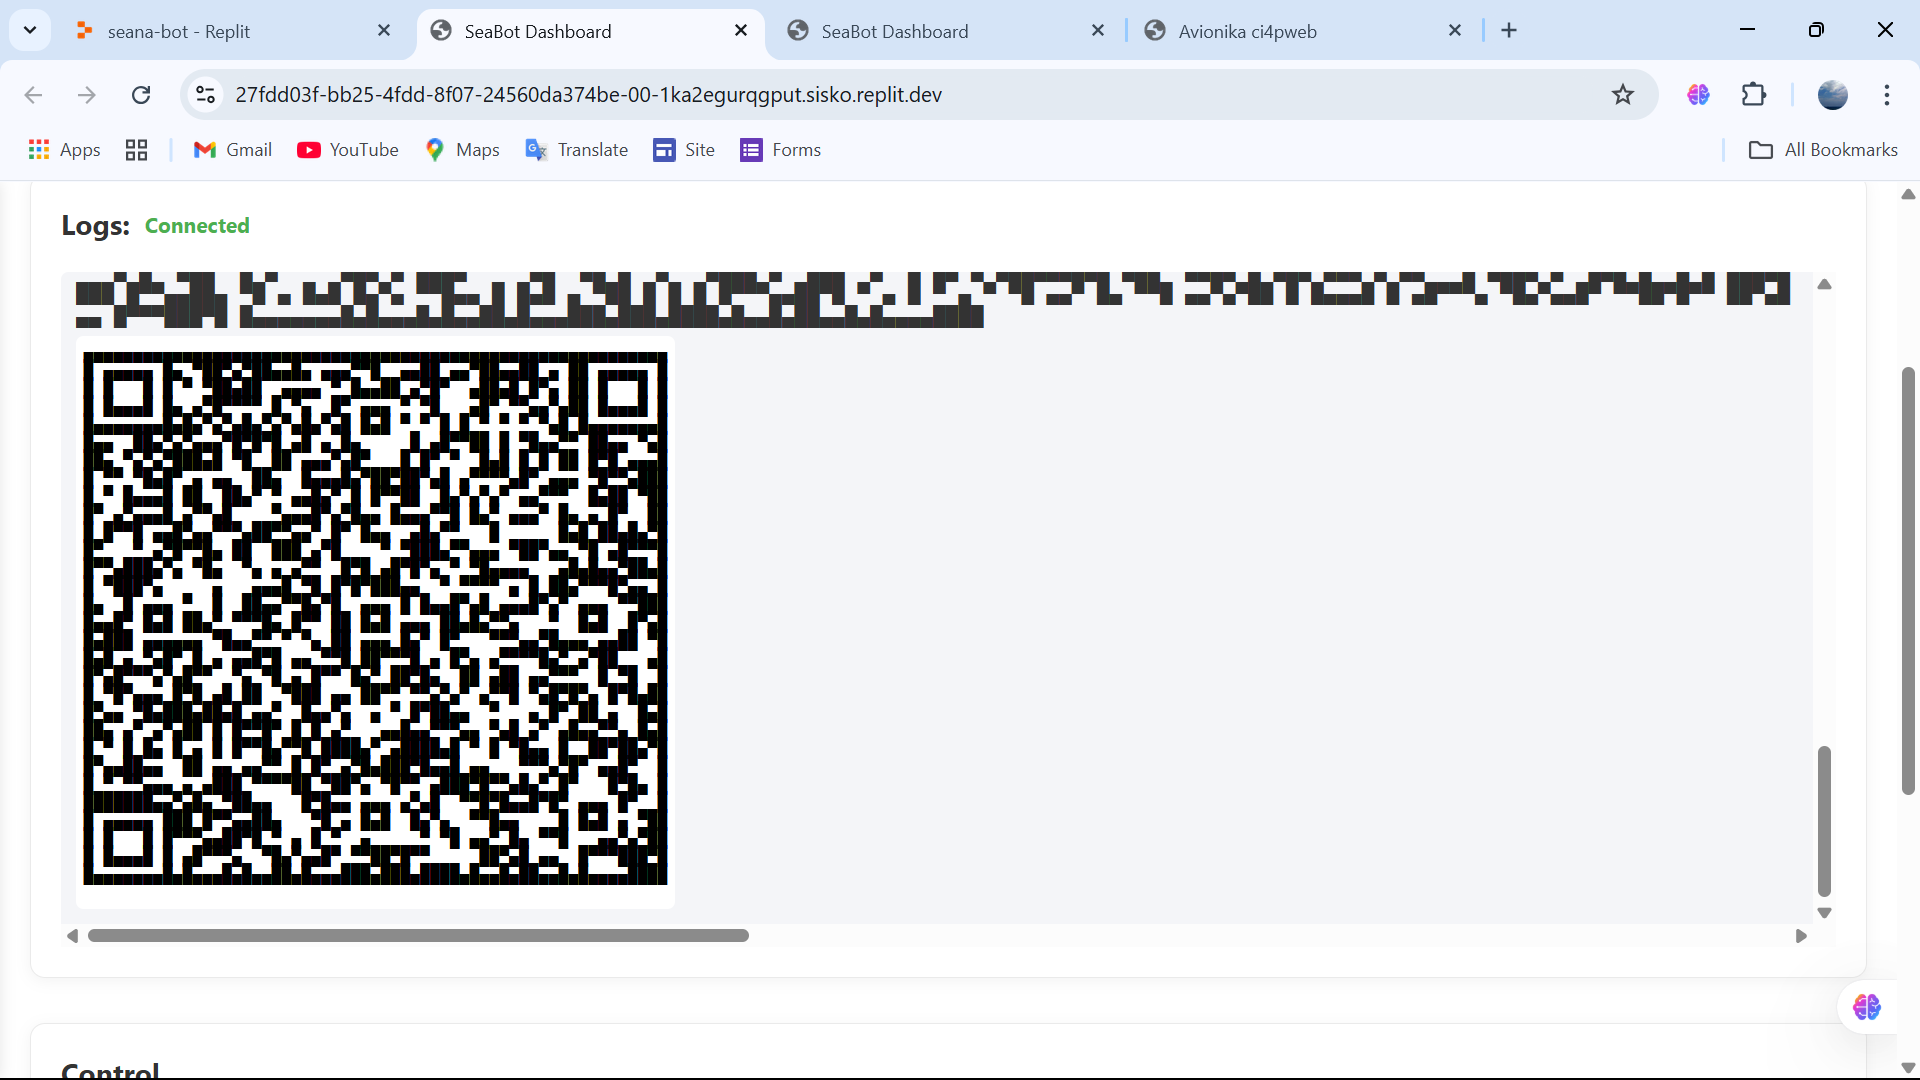 seana-bot - Replit
SeaBot Dashboard
SeaBot Dashboard
Avionika ci4pweb
27fdd03f-bb25-4fdd-8f07-24560da374be-00-1ka2egurqgput.sisko.replit.dev
Apps
Gmail
YouTube
Maps
Translate
Site
Forms
All Bookmarks
Logs: Connected
Control